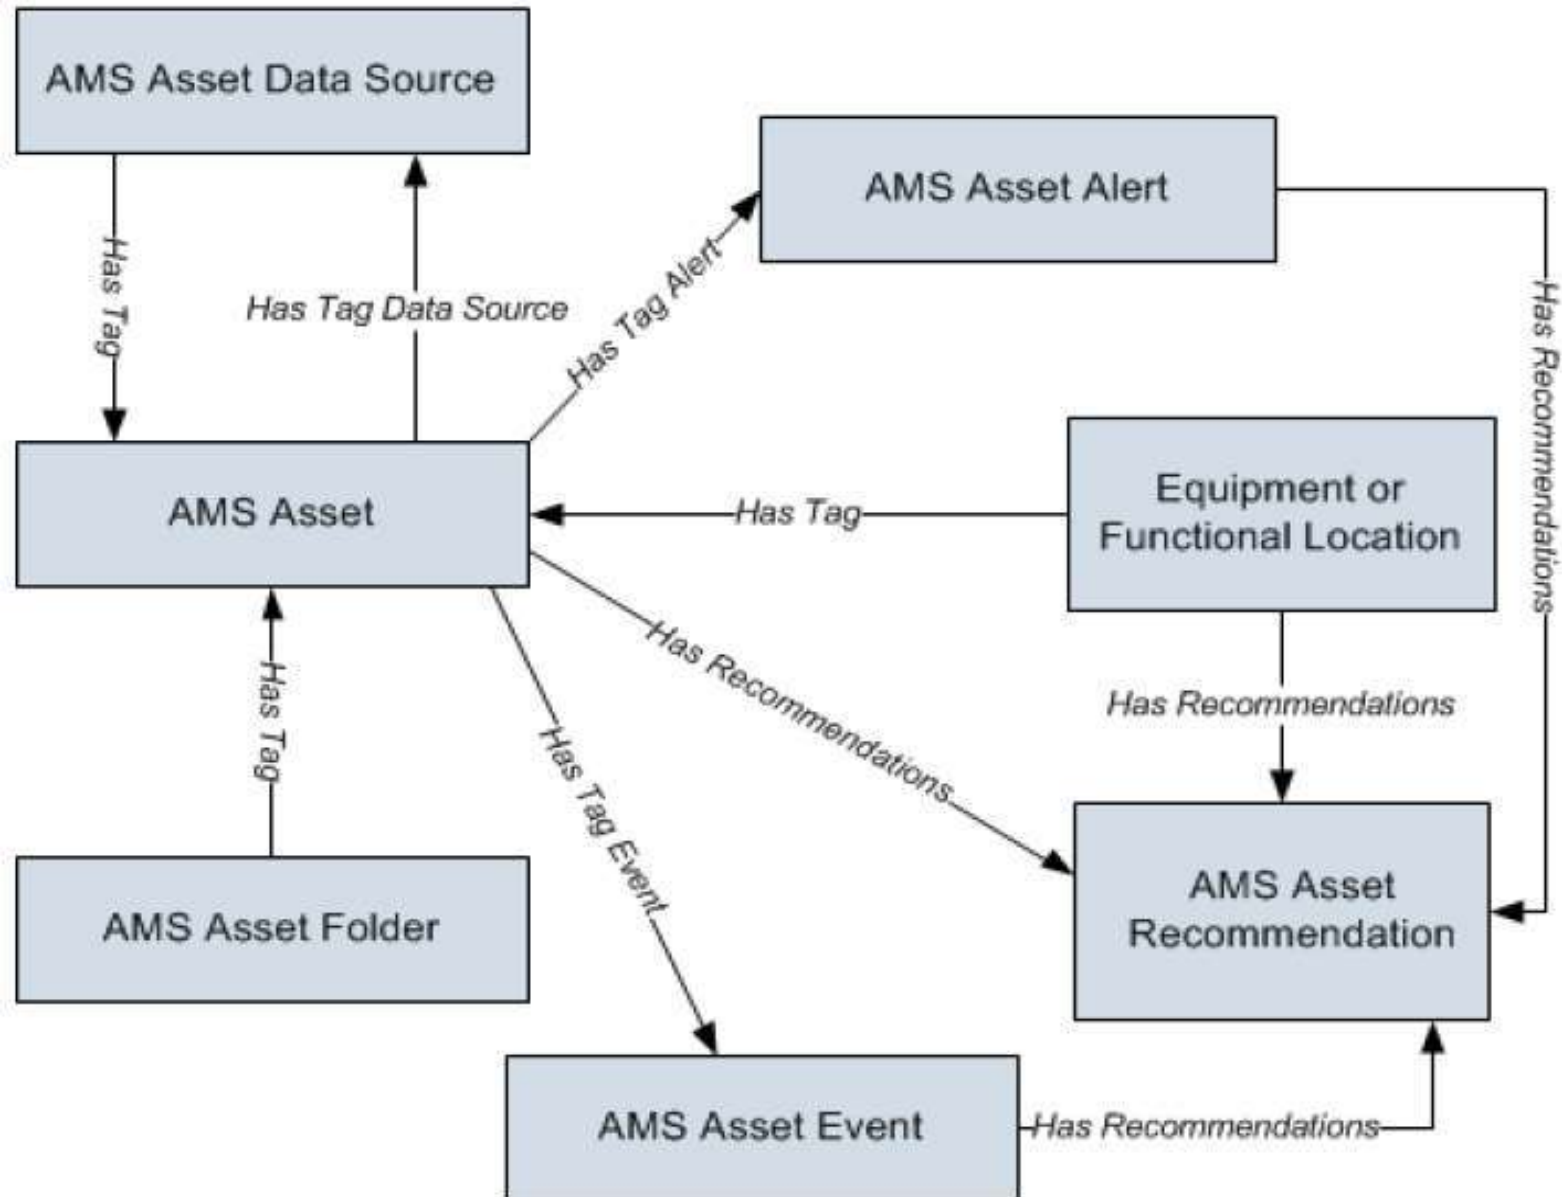 AMS Asset Data Source
AMS Asset Alert
Has Tag
Has Tag Data Source
Has Tag Alert
Has Recommendations
AMS Asset
Has Tag
Equipment or
Functional Location
Has Tag
Has Recommendations
Has Recommendations
Has Tag Event
AMS Asset Folder
AMS Asset
Recommendation
AMS Asset Event
Has Recommendations